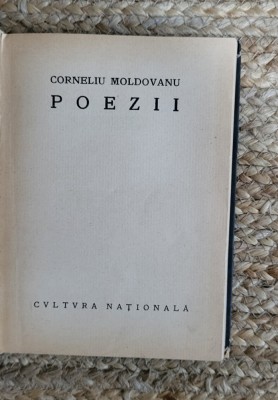 CORNELIU MOLDOVANU
POEZII
CVLTVRA NAȚIONALĂ